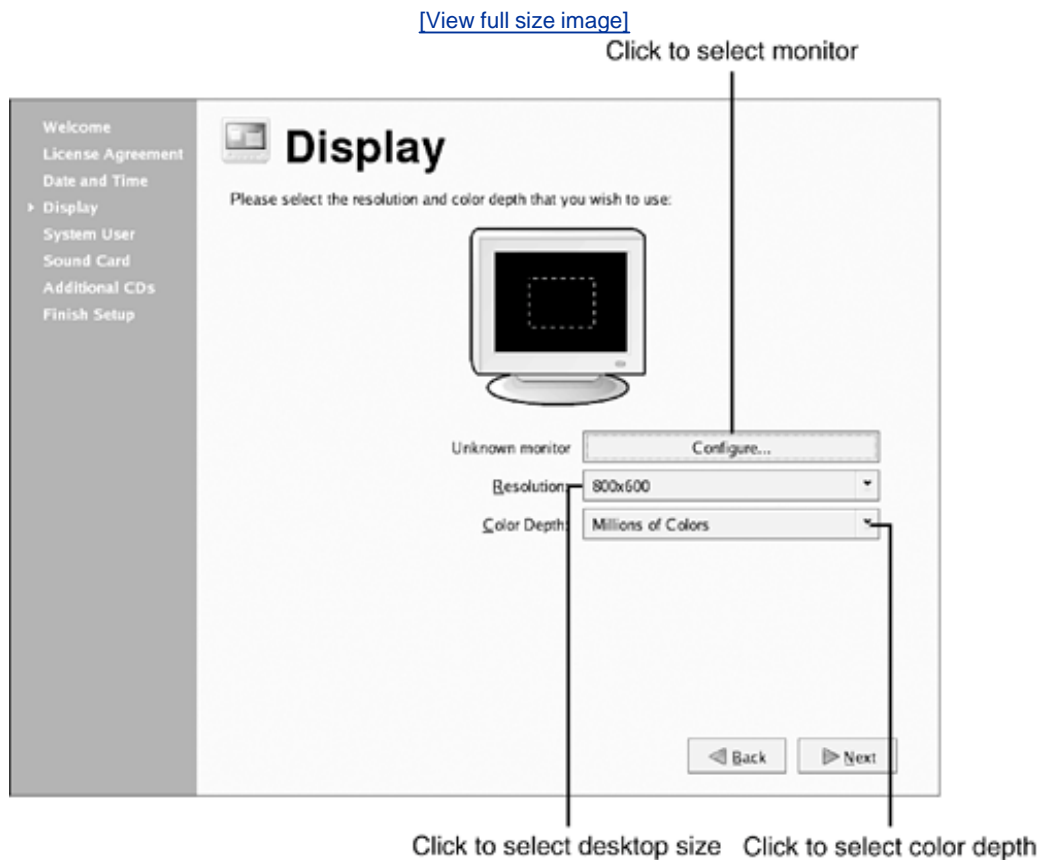 [View full size image]
Click to select monitor
Welcome
License Agreement
Date and Time
Display
System User
Sound Card
Additional CDs
Finish Setup
Display
Please select the resolution and color depth that you wish to use:
Unknown monitor Configure...
Resolution: 800x600
Color Depth: Millions of Colors
Back Next
Click to select desktop size Click to select color depth